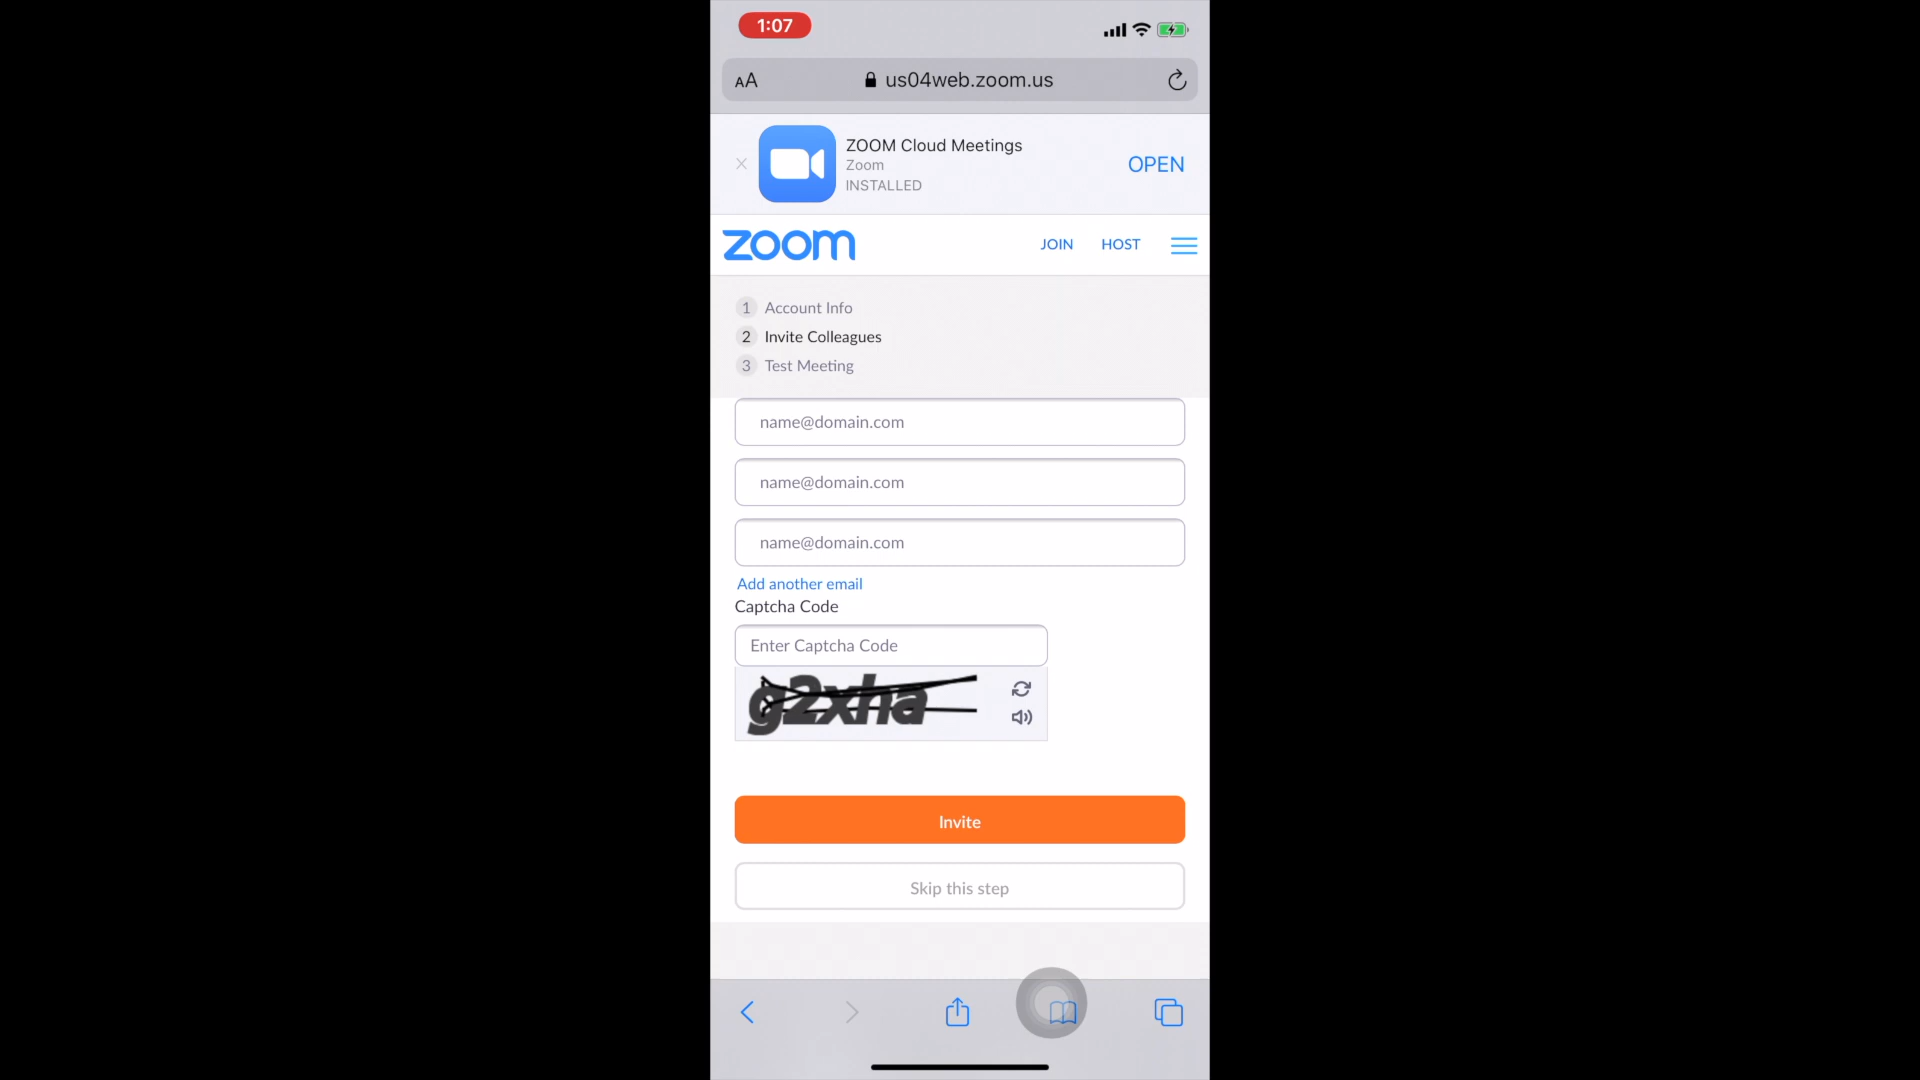 1:07
AA us04web.zoom.us
ZOOM Cloud Meetings
Zoom
INSTALLED
OPEN
zoom JOIN HOST
1 Account Info
2 Invite Colleagues
3 Test Meeting
name@domain.com
name@domain.com
name@domain.com
Add another email
Captcha Code
Enter Captcha Code
g2xha
Invite
Skip this step